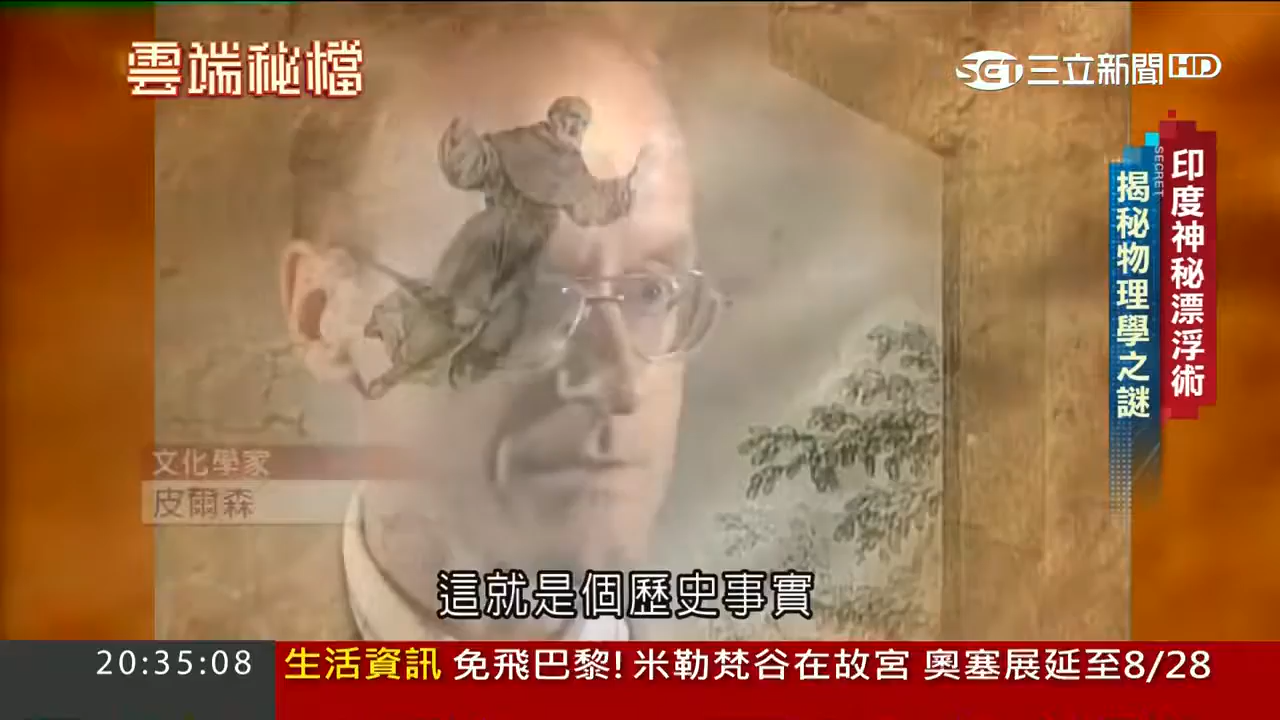 雲端秘檔
SET三立新聞HD
印度神秘漂浮術
SECRET
揭秘物理學之謎
文化學家
皮爾森
這就是個歷史事實
20:35:08
生活資訊 免飛巴黎! 米勒梵谷在故宮 奧塞展延至8/28